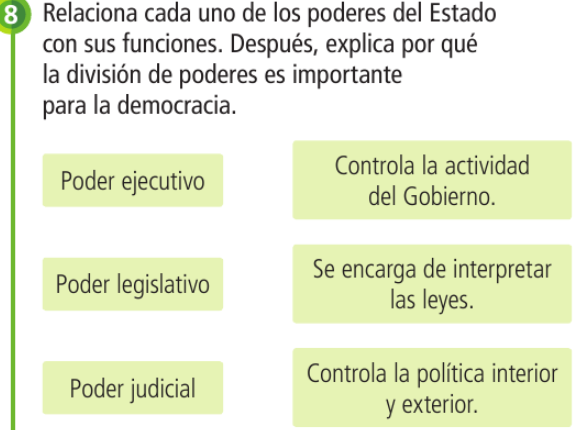 8 Relaciona cada uno de los poderes del Estado
con sus funciones. Después, explica por qué
la división de poderes es importante
para la democracia.
Poder ejecutivo
Controla la actividad
del Gobierno.
Poder legislativo
Se encarga de interpretar
las leyes.
Poder judicial
Controla la política interior
y exterior.